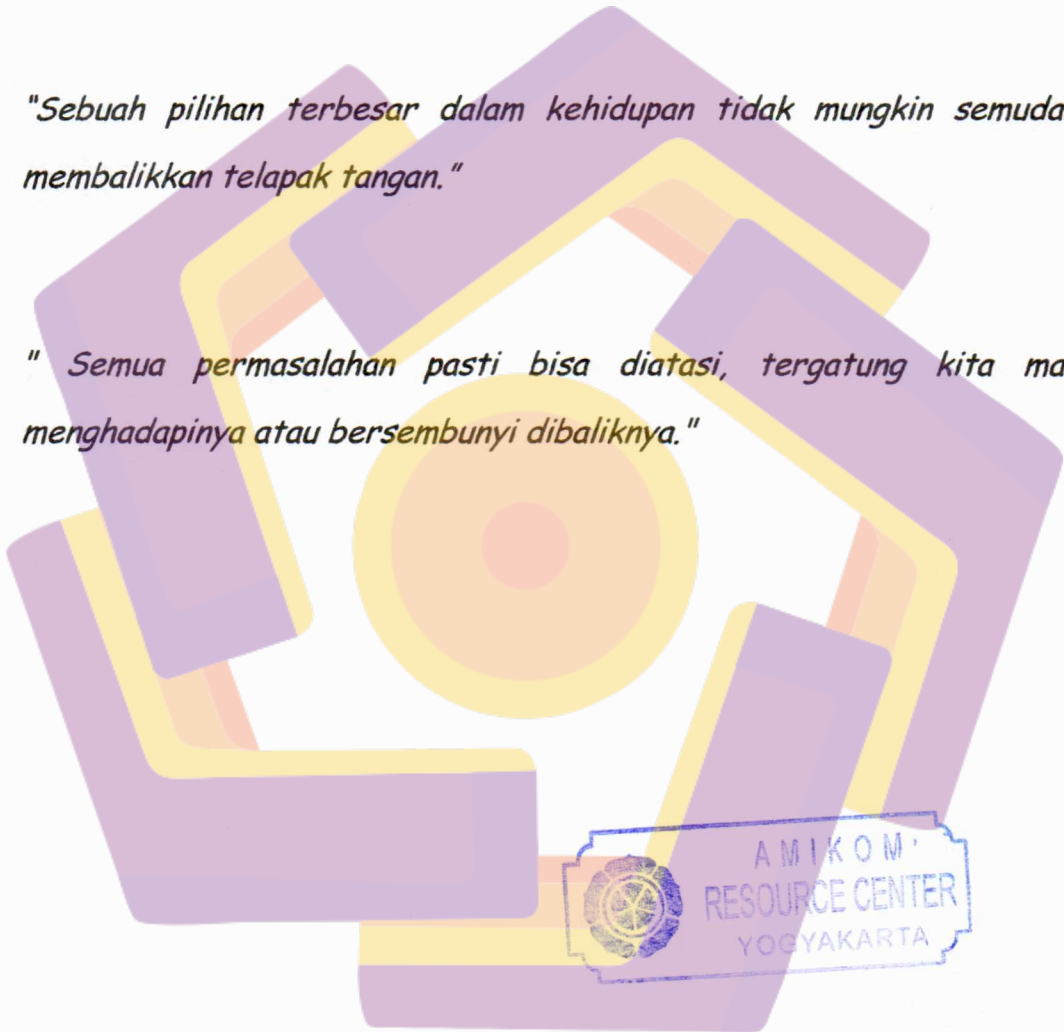 "Sebuah pilihan terbesar dalam kehidupan tidak mungkin semuda
membalikkan telapak tangan."
" Semua permasalahan pasti bisa diatasi, tergatung kita ma
menghadapinya atau bersembunyi dibaliknya."
AMIKOM
RESOURCE CENTER
YOGYAKARTA